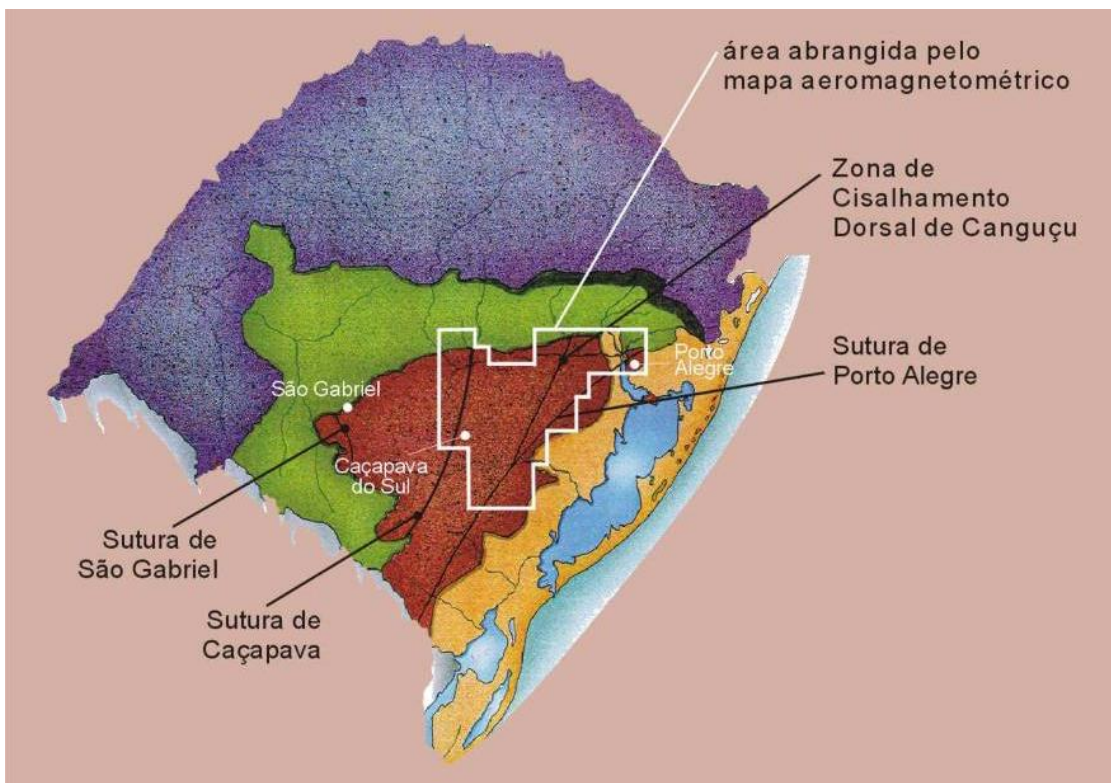 área abrangida pelo
mapa aeromagnetométrico
Zona de
Cisalhamento
Dorsal de Canguçu
Porto
Alegre
Sutura de
Porto Alegre
São Gabriel
Caçapava
do Sul
Sutura de
São Gabriel
Sutura de
Caçapava